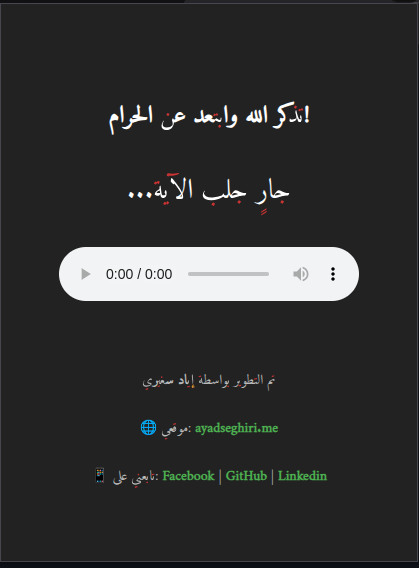 تذكر الله وابتعد عن الحرام!
جارٍ جلب الآية...
0:00 / 0:00
تم التطوير بواسطة إياد سغيري
🌐 موقعي: ayadseghiri.me
📱 تابعني على: Facebook | GitHub | Linkedin